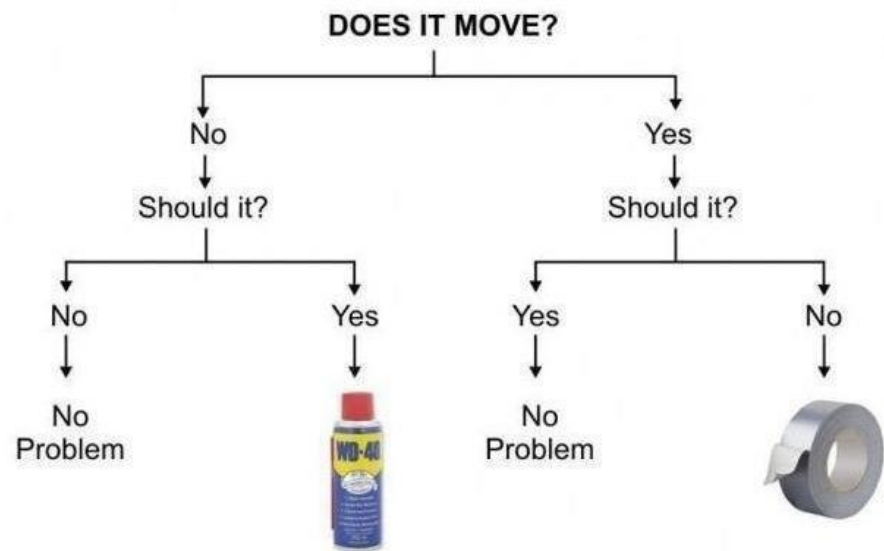 DOES IT MOVE?
No
Yes
Should it?
Should it?
No
Yes
Yes
No
No
Problem
No
Problem
WD-40